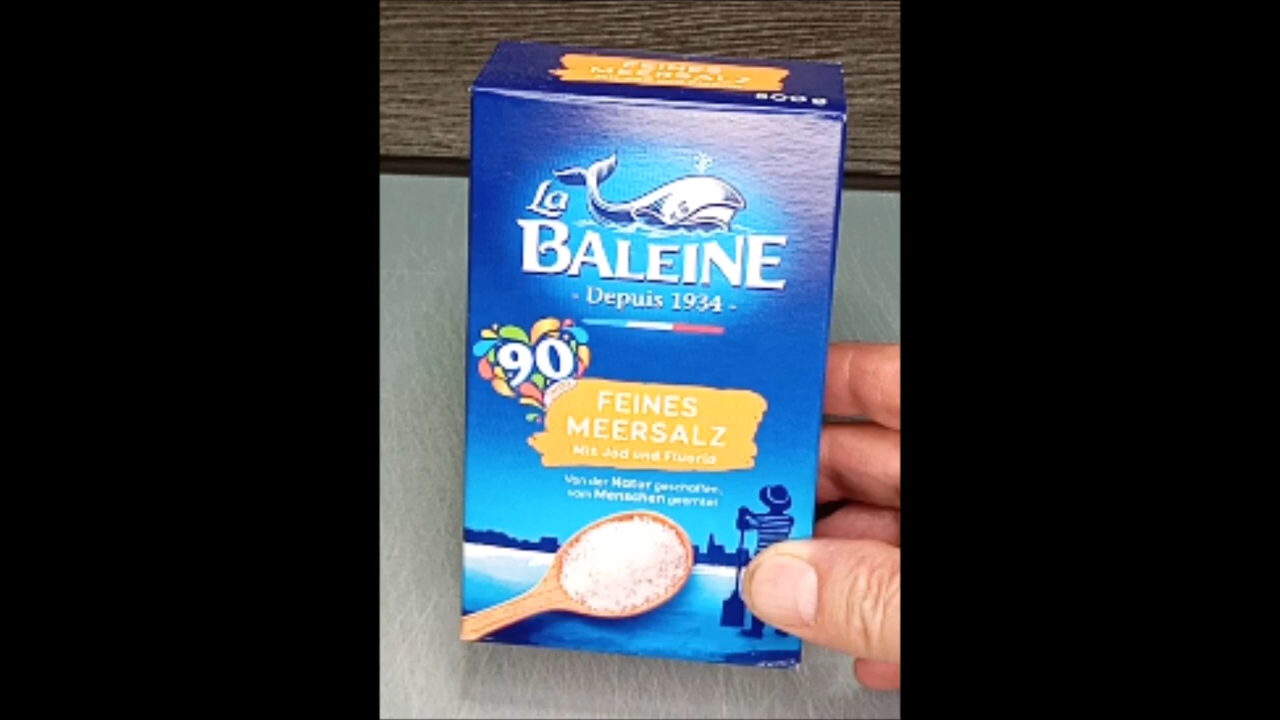 FEINES
MEERSALZ
500 g
La
BALEINE
- Depuis 1934 -
90
FEINES
MEERSALZ
Mit Jod und Fluorid
Von der Natur geschaffen,
vom Menschen geerntet